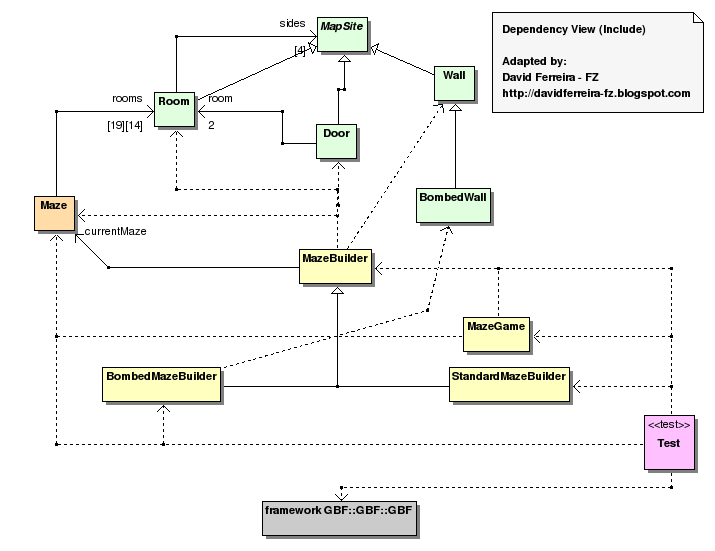 sides
MapSite
[4]
Dependency View (Include)
Adapted by:
David Ferreira - FZ
http://davidferreira-fz.blogspot.com
Wall
rooms
Room
room
[19][14]
2
Door
Maze
BombedWall
_currentMaze
MazeBuilder
MazeGame
BombedMazeBuilder
StandardMazeBuilder
<<test>>
Test
framework GBF::GBF::GBF